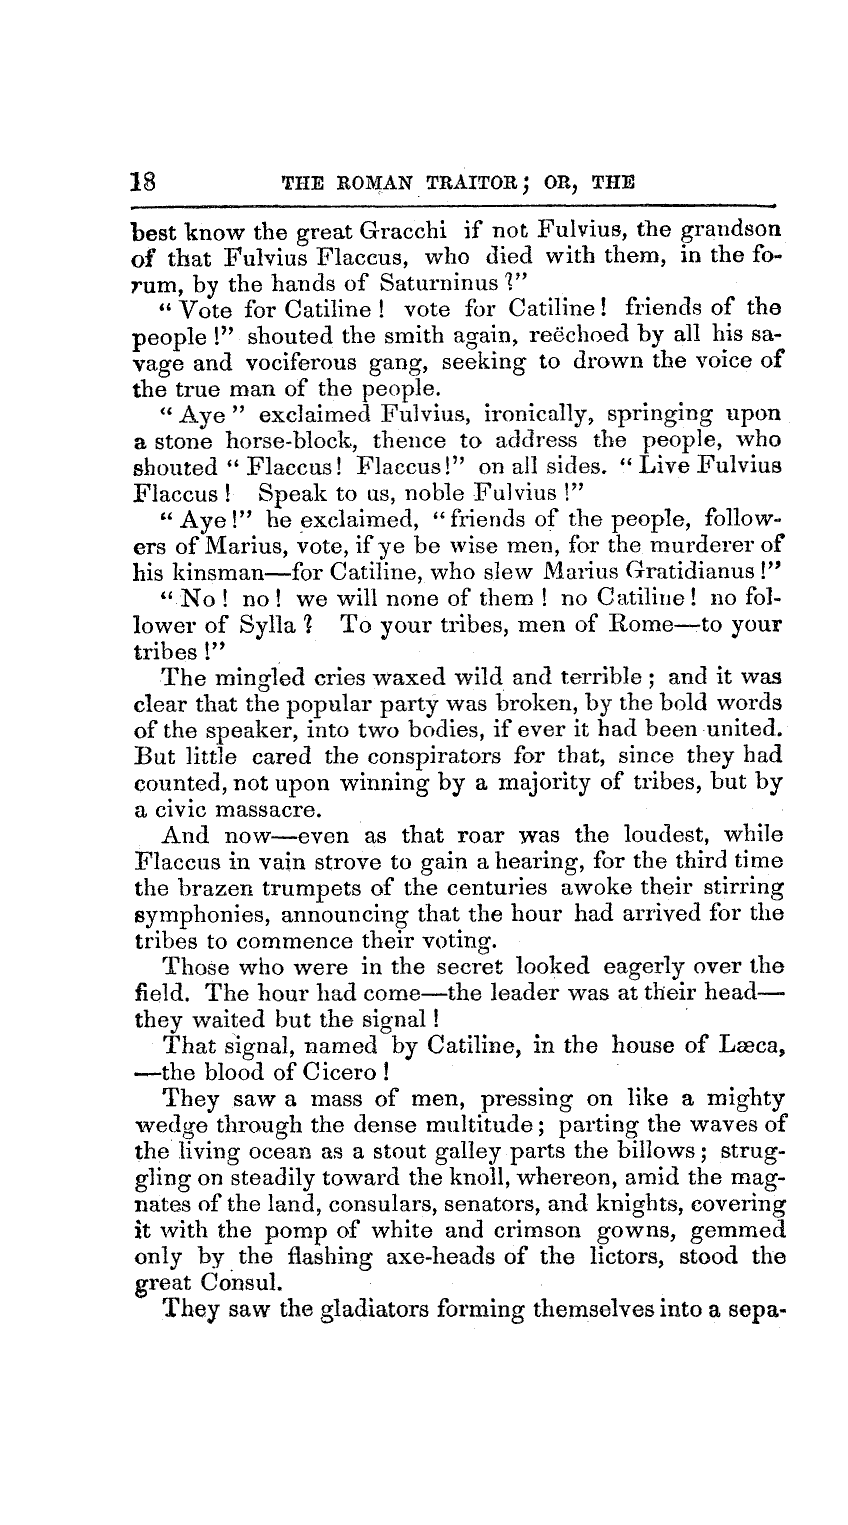 18 THE ROMAN TRAITOR; OR, THE
best know the great Gracchi if not Fulvius, the grandson
of that Fulvius Flaccus, who died with them, in the fo-
rum, by the hands of Saturninus?"
"Vote for Catiline! vote for Catiline! friends of the
people!" shouted the smith again, reëchoed by all his sa-
vage and vociferous gang, seeking to drown the voice of
the true man of the people.
"Aye" exclaimed Fulvius, ironically, springing upon
a stone horse-block, thence to address the people, who
shouted "Flaccus! Flaccus!" on all sides. "Live Fulvius
Flaccus! Speak to us, noble Fulvius!"
"Aye!" he exclaimed, "friends of the people, follow-
ers of Marius, vote, if ye be wise men, for the murderer of
his kinsman—for Catiline, who slew Marius Gratidianus!"
"No! no! we will none of them! no Catiline! no fol-
lower of Sylla? To your tribes, men of Rome—to your
tribes!"
The mingled cries waxed wild and terrible; and it was
clear that the popular party was broken, by the bold words
of the speaker, into two bodies, if ever it had been united.
But little cared the conspirators for that, since they had
counted, not upon winning by a majority of tribes, but by
a civic massacre.
And now—even as that roar was the loudest, while
Flaccus in vain strove to gain a hearing, for the third time
the brazen trumpets of the centuries awoke their stirring
symphonies, announcing that the hour had arrived for the
tribes to commence their voting.
Those who were in the secret looked eagerly over the
field. The hour had come—the leader was at their head—
they waited but the signal!
That signal, named by Catiline, in the house of Læca,
—the blood of Cicero!
They saw a mass of men, pressing on like a mighty
wedge through the dense multitude; parting the waves of
the living ocean as a stout galley parts the billows; strug-
gling on steadily toward the knoll, whereon, amid the mag-
nates of the land, consulars, senators, and knights, covering
it with the pomp of white and crimson gowns, gemmed
only by the flashing axe-heads of the lictors, stood the
great Consul.
They saw the gladiators forming themselves into a sepa-